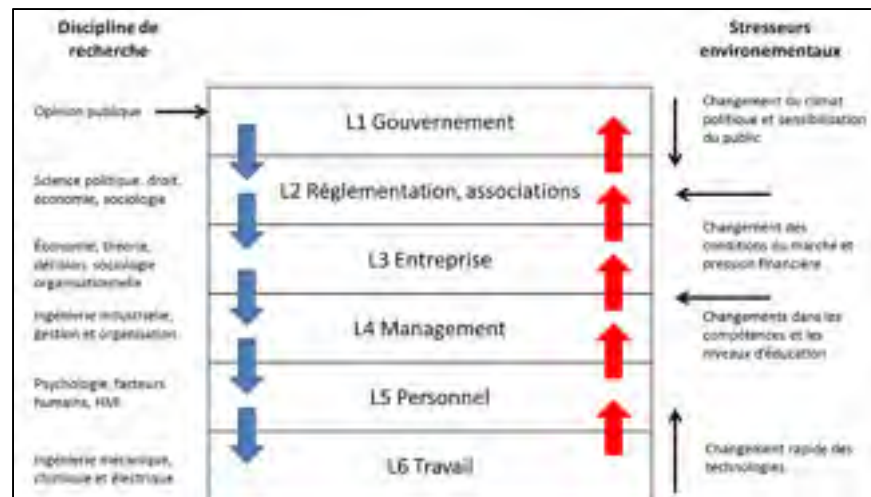 Discipline de
recherche
Stresseurs
environementaux
Opinion publique
L1 Gouvernement
Changement du climat
politique et sensibilisation
du public
Science politique, droit,
économie, sociologie
L2 Règlementation, associations
Économie, théorie,
décision, sociologie
organisationnelle
L3 Entreprise
Changement des
conditions du marché et
pression financière
Ingénierie industrielle,
gestion et organisation
L4 Management
Changements dans les
compétences et les
niveaux d'éducation
Psychologie, facteurs
humains, HMI
L5 Personnel
Ingénierie mécanique,
chimique et électrique
L6 Travail
Changement rapide des
technologies